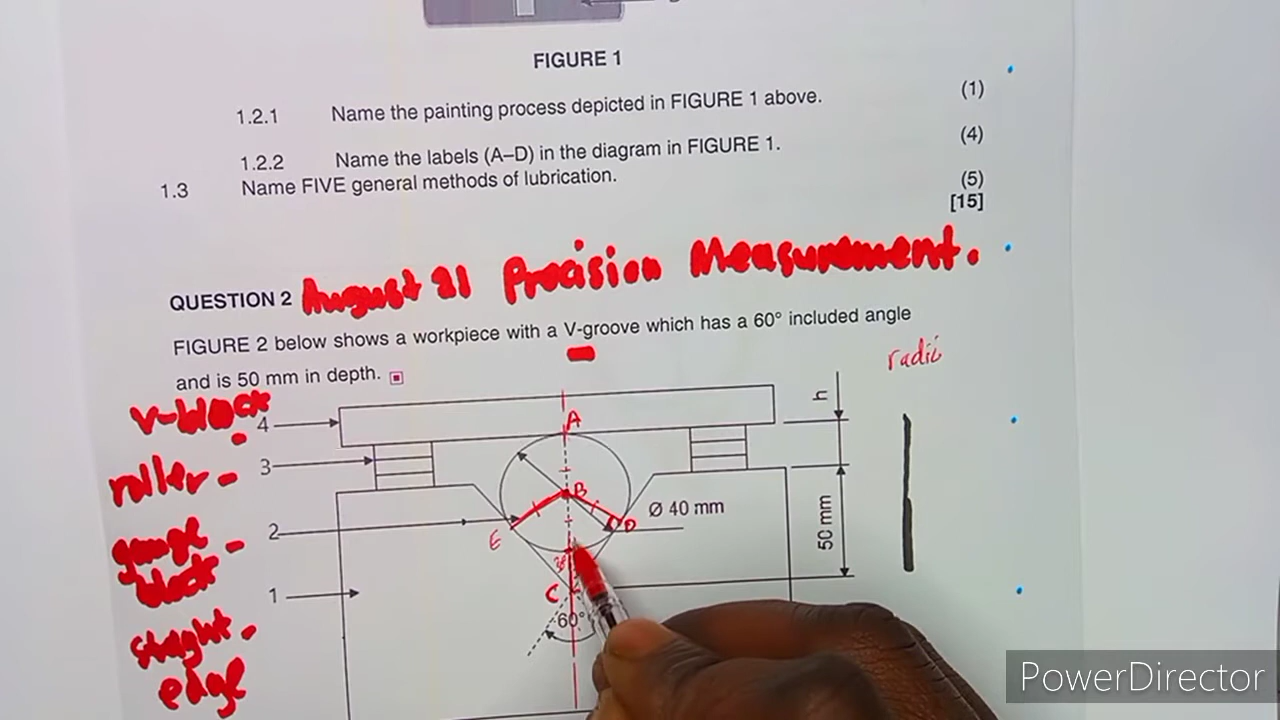 FIGURE 1
1.2.1 Name the painting process depicted in FIGURE 1 above. (1)
1.2.2 Name the labels (A–D) in the diagram in FIGURE 1. (4)
1.3 Name FIVE general methods of lubrication. (5)
[15]
QUESTION 2 August 21 Precision Measurement.
FIGURE 2 below shows a workpiece with a V-groove which has a 60° included angle
and is 50 mm in depth.
radii
V-block
4
h
A
roller
3
B
Ø 40 mm
50 mm
gauge
block
2
E
D
1
C
60°
straght
edge
PowerDirector